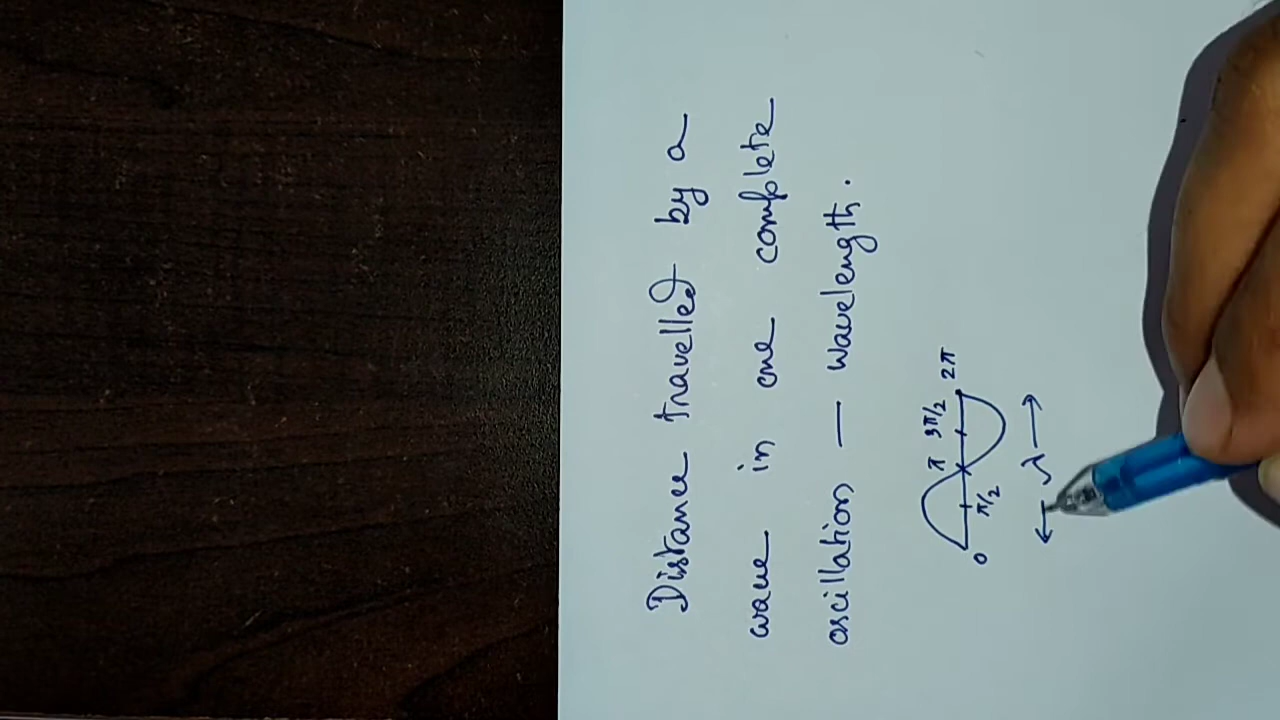 Distance travelled by a
wave in one complete
oscillation — wavelength.
0 π/2 π 3π/2 2π
← λ →